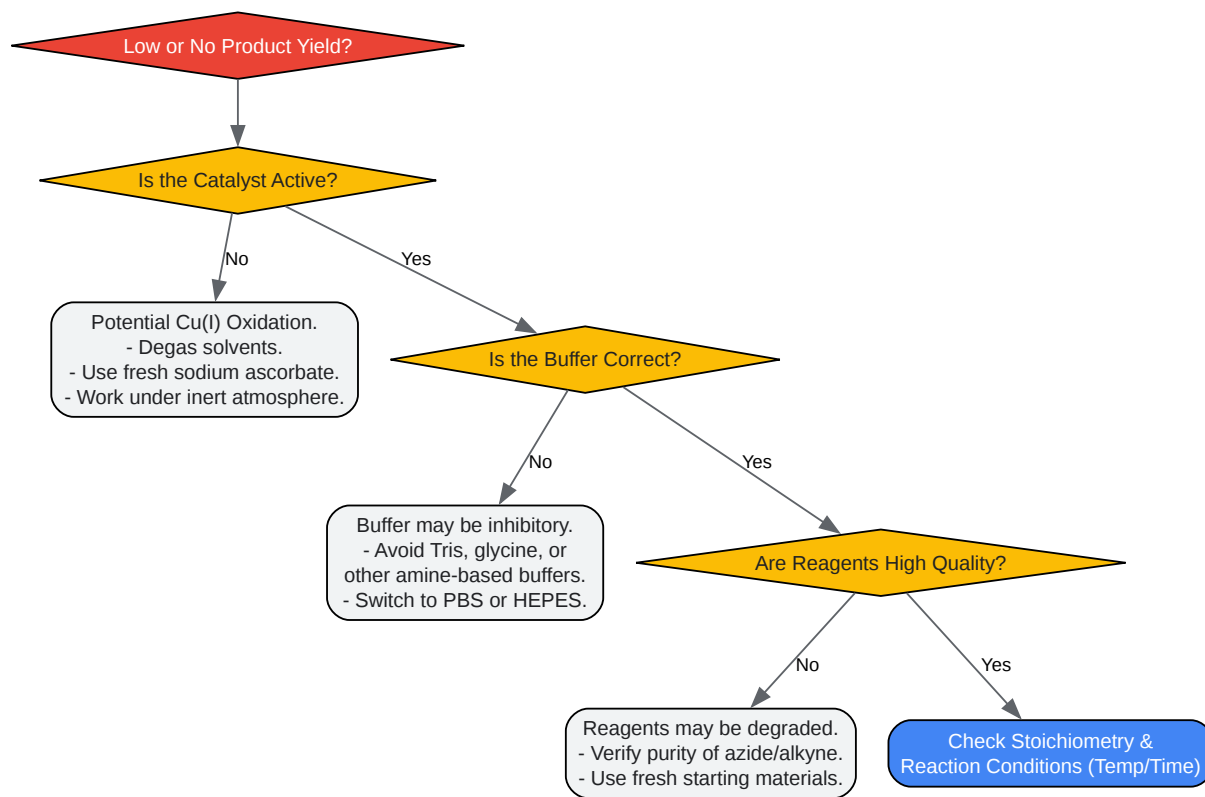 Low or No Product Yield?
Is the Catalyst Active?
No
Yes
Potential Cu(I) Oxidation.
- Degas solvents.
- Use fresh sodium ascorbate.
- Work under inert atmosphere.
Is the Buffer Correct?
No
Yes
Buffer may be inhibitory.
- Avoid Tris, glycine, or
other amine-based buffers.
- Switch to PBS or HEPES.
Are Reagents High Quality?
No
Yes
Reagents may be degraded.
- Verify purity of azide/alkyne.
- Use fresh starting materials.
Check Stoichiometry &
Reaction Conditions (Temp/Time)